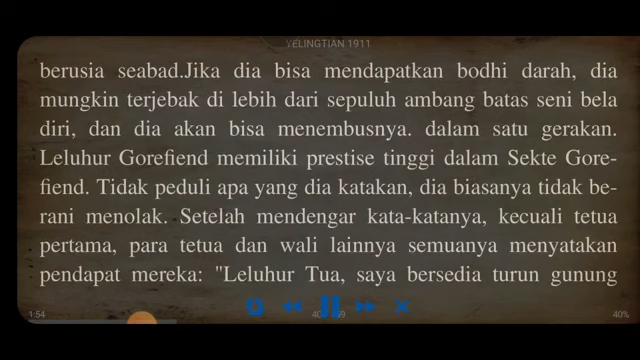 YELINGTIAN 1911
berusia seabad.Jika dia bisa mendapatkan bodhi darah, dia
mungkin terjebak di lebih dari sepuluh ambang batas seni bela
diri, dan dia akan bisa menembusnya. dalam satu gerakan.
Leluhur Gorefiend memiliki prestise tinggi dalam Sekte Gore-
fiend. Tidak peduli apa yang dia katakan, dia biasanya tidak be-
rani menolak. Setelah mendengar kata-katanya, kecuali tetua
pertama, para tetua dan wali lainnya semuanya menyatakan
pendapat mereka: "Leluhur Tua, saya bersedia turun gunung
1:54
40%